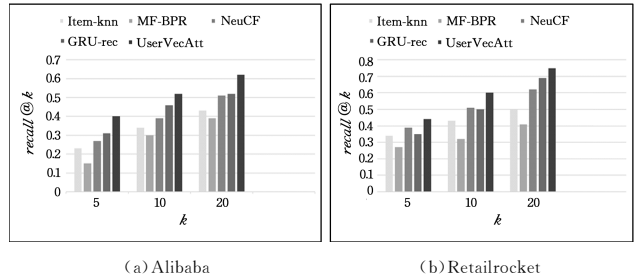 Item-knn MF-BPR NeuCF
GRU-rec UserVecAtt
0.7
0.6
0.5
0.4
0.3
0.2
0.1
0
recall@k
5 10 20
k
(a)Alibaba
Item-knn MF-BPR NeuCF
GRU-rec UserVecAtt
0.8
0.7
0.6
0.5
0.4
0.3
0.2
0.1
0
recall@k
5 10 20
k
(b)Retailrocket